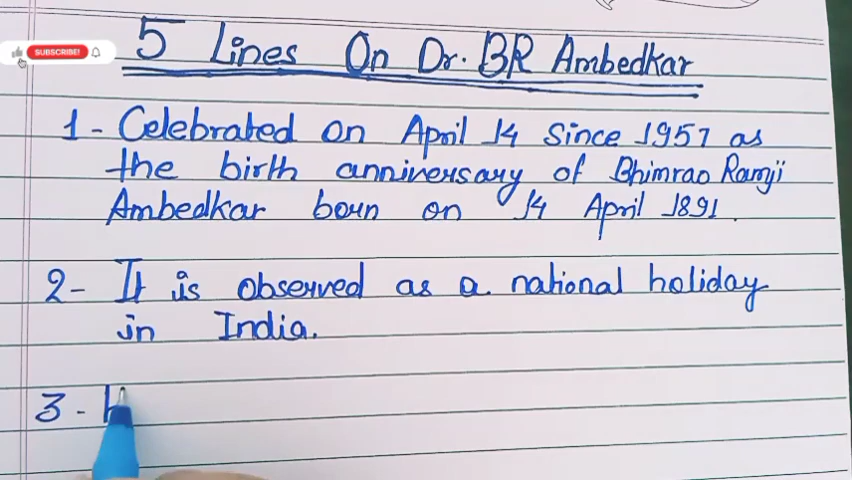 5 Lines On Dr. BR Ambedkar
SUBSCRIBE!
1 - Celebrated on April 14 since 1957 as
the birth anniversary of Bhimrao Ramji
Ambedkar born on 14 April 1891.
2- It is observed as a national holiday
in India.
3 -